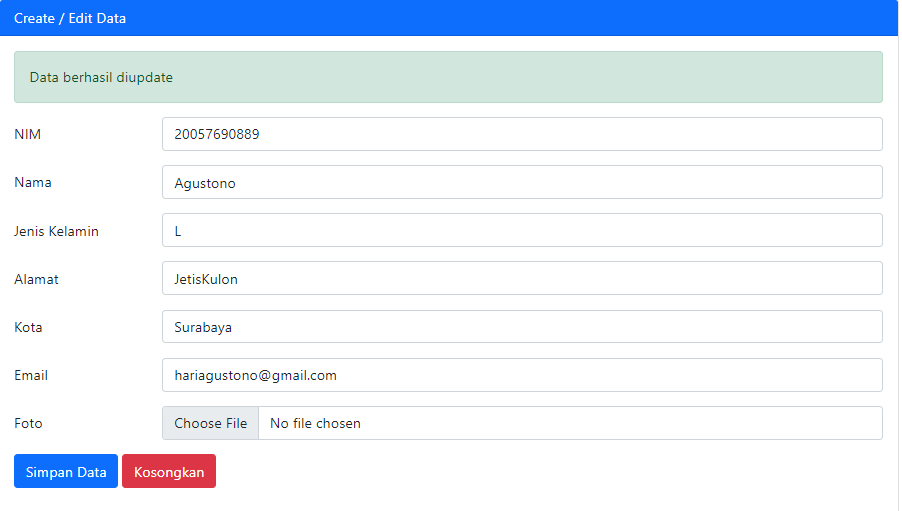 Create / Edit Data
Data berhasil diupdate
NIM 20057690889
Nama Agustono
Jenis Kelamin L
Alamat JetisKulon
Kota Surabaya
Email hariagustono@gmail.com
Foto Choose File No file chosen
Simpan Data Kosongkan